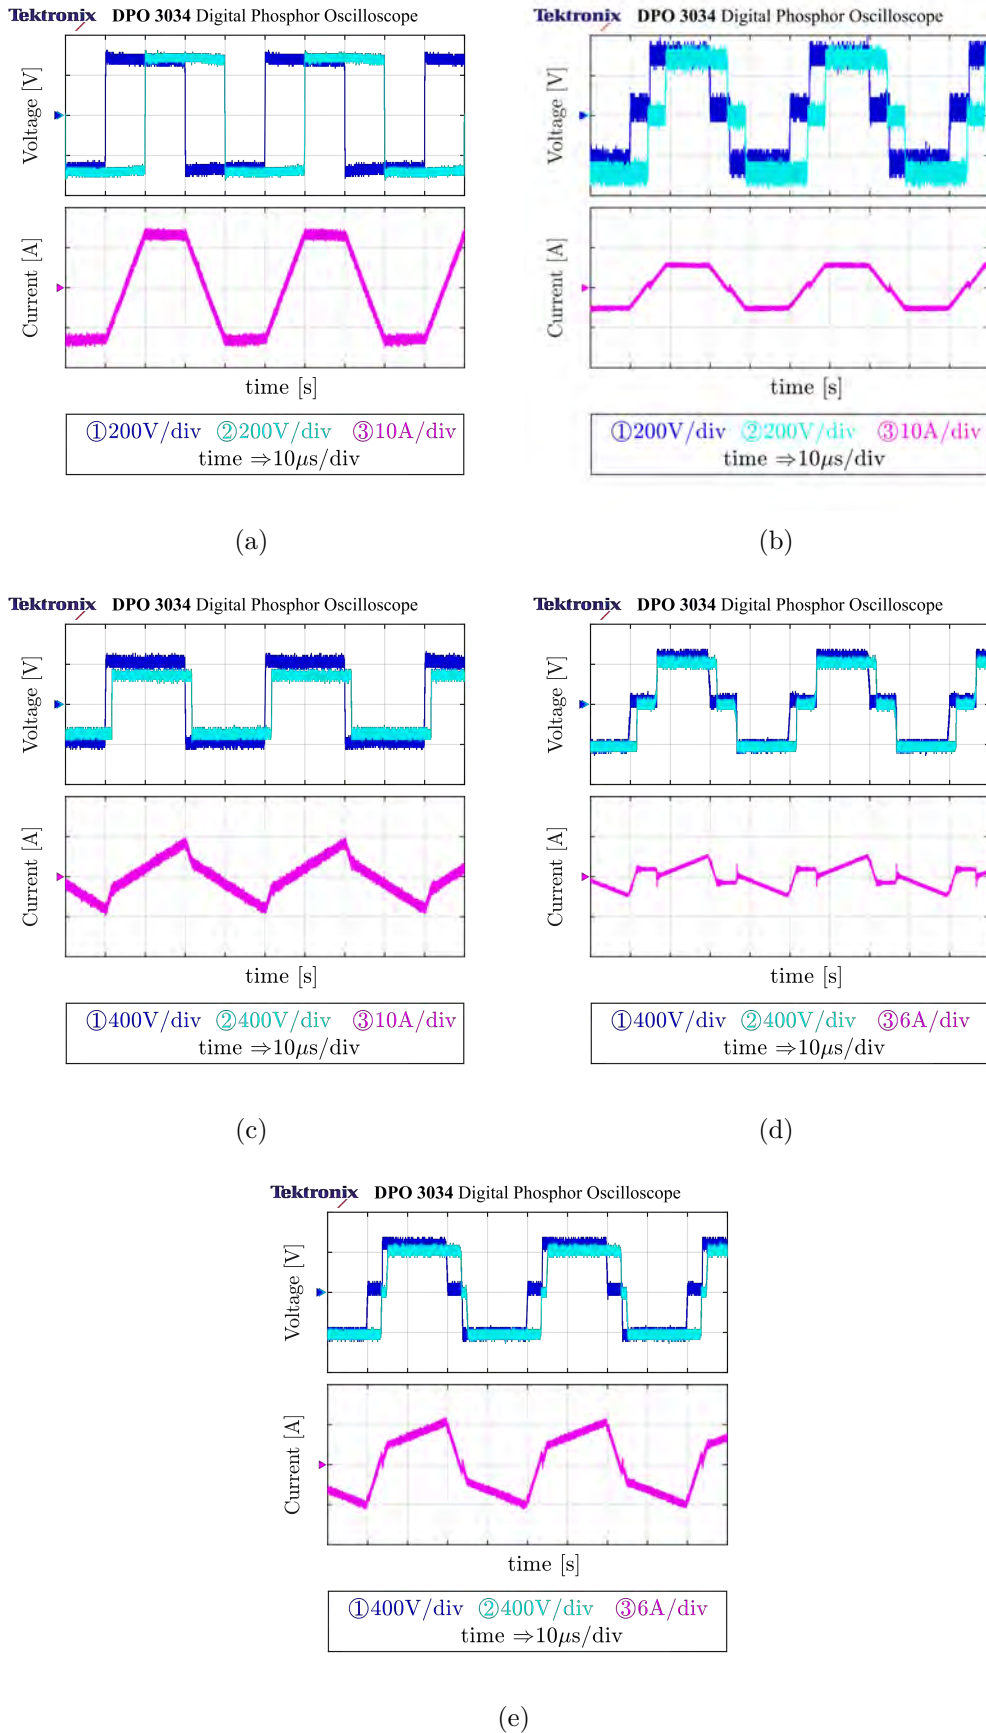 Tektronix DPO 3034 Digital Phosphor Oscilloscope
Voltage [V]
Current [A]
time [s]
①200V/div ②200V/div ③10A/div
time ⇒10μs/div
(a)
Tektronix DPO 3034 Digital Phosphor Oscilloscope
Voltage [V]
Current [A]
time [s]
①200V/div ②200V/div ③10A/div
time ⇒10μs/div
(b)
Tektronix DPO 3034 Digital Phosphor Oscilloscope
Voltage [V]
Current [A]
time [s]
①400V/div ②400V/div ③10A/div
time ⇒10μs/div
(c)
Tektronix DPO 3034 Digital Phosphor Oscilloscope
Voltage [V]
Current [A]
time [s]
①400V/div ②400V/div ③6A/div
time ⇒10μs/div
(d)
Tektronix DPO 3034 Digital Phosphor Oscilloscope
Voltage [V]
Current [A]
time [s]
①400V/div ②400V/div ③6A/div
time ⇒10μs/div
(e)